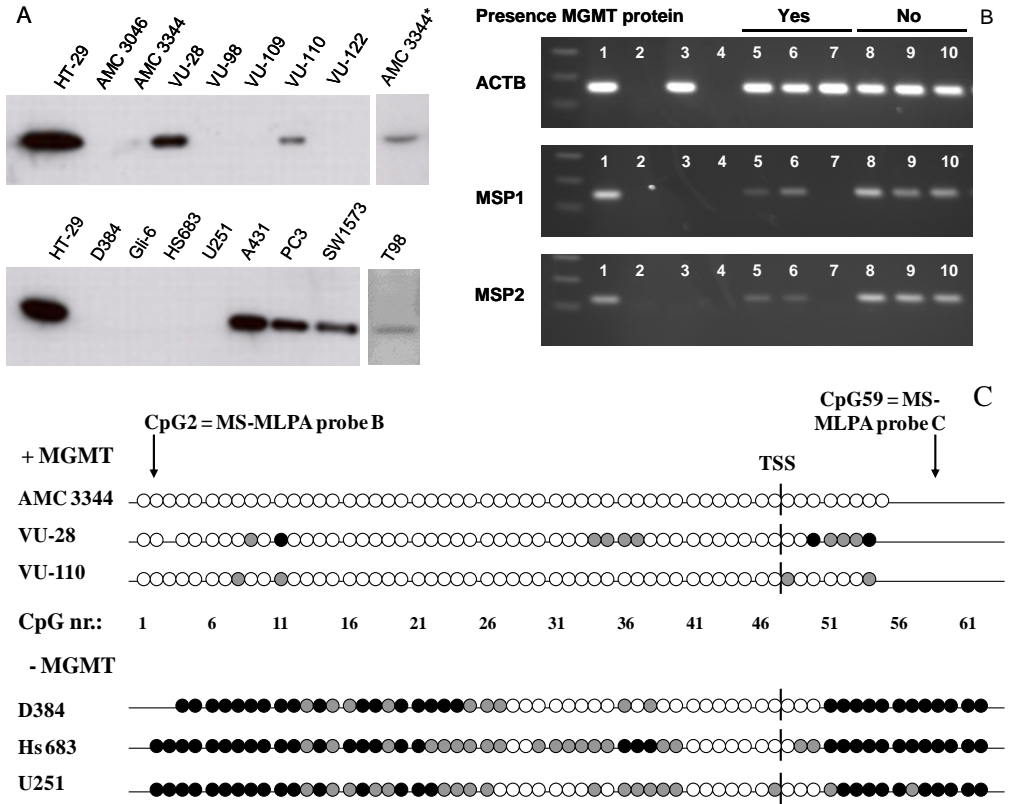 A
HT-29 AMC 3046 AMC 3344 VU-28 VU-98 VU-109 VU-110 VU-122 AMC 3344*
HT-29 D384 Gli-6 HS683 U251 A431 PC3 SW1573 T98
Presence MGMT protein Yes No B
1 2 3 4 5 6 7 8 9 10
ACTB
1 2 3 4 5 6 7 8 9 10
MSP1
1 2 3 4 5 6 7 8 9 10
MSP2
C
CpG2 = MS-MLPA probe B
CpG59 = MS-
MLPA probe C
+ MGMT
TSS
AMC 3344
VU-28
VU-110
CpG nr.: 1 6 11 16 21 26 31 36 41 46 51 56 61
- MGMT
D384
Hs 683
U251